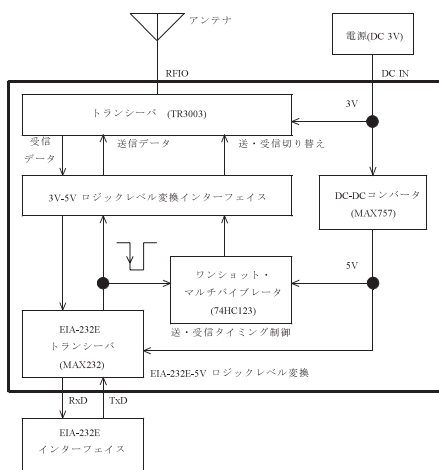 アンテナ
電源(DC 3V)
RFIO
DC IN
トランシーバ (TR3003)
3V
受信
データ
送信データ
送・受信切り替え
3V-5V ロジックレベル変換インターフェイス
DC-DCコンバータ
(MAX757)
ワンショット・
マルチバイブレータ
(74HC123)
5V
送・受信タイミング制御
EIA-232E
トランシーバ
(MAX232)
EIA-232E-5V ロジックレベル変換
RxD
TxD
EIA-232E
インターフェイス